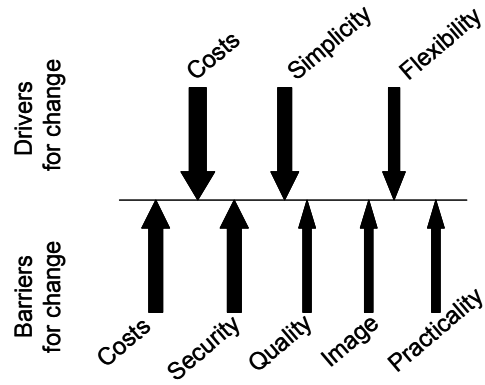 Drivers
for change
Costs
Simplicity
Flexibility
Barriers
for change
Costs
Security
Quality
Image
Practicality